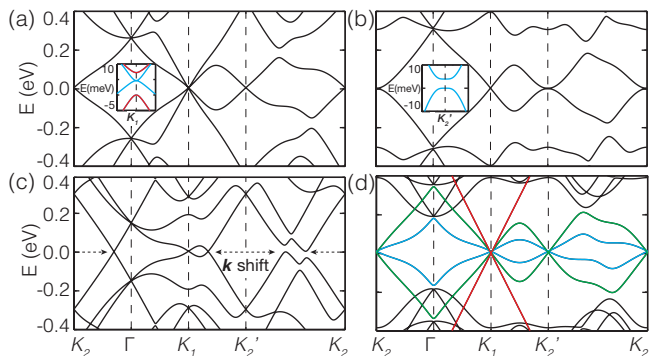 (a)
(b)
0.4
0.2
0.0
-0.2
-0.4
E (eV)
10
E(meV)
-5
K1
10
E(meV)
-10
K2'
(c)
(d)
0.4
0.2
0.0
-0.2
-0.4
E (eV)
k shift
K2 Γ K1 K2' K2
K2 Γ K1 K2' K2